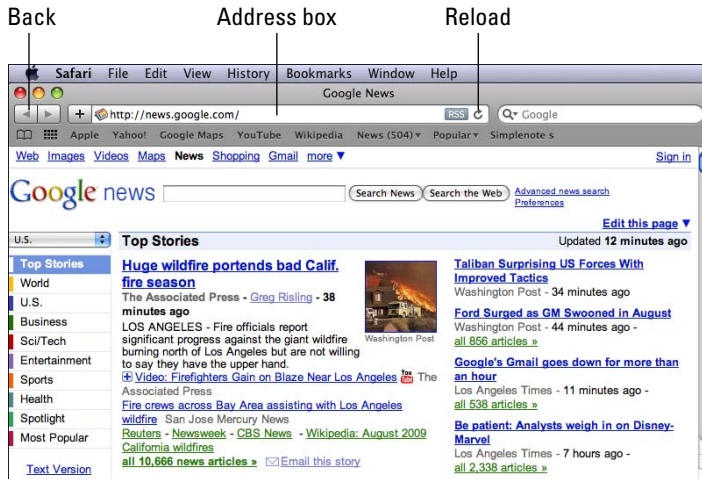 Back Address box Reload
Safari File Edit View History Bookmarks Window Help
Google News
http://news.google.com/ RSS Google
Apple Yahoo! Google Maps YouTube Wikipedia News (504) Popular Simplenote s
Web Images Videos Maps News Shopping Gmail more ▼ Sign in
Google news Search News Search the Web Advanced news search
Preferences
Edit this page ▼
U.S.
Top Stories Updated 12 minutes ago
Top Stories
World
U.S.
Business
Sci/Tech
Entertainment
Sports
Health
Spotlight
Most Popular
Text Version
Huge wildfire portends bad Calif.
fire season
The Associated Press - Greg Risling - 38
minutes ago
LOS ANGELES - Fire officials report
significant progress against the giant wildfire
burning north of Los Angeles but are not willing
to say they have the upper hand.
Video: Firefighters Gain on Blaze Near Los Angeles You Tube The
Associated Press
Fire crews across Bay Area assisting with Los Angeles
wildfire San Jose Mercury News
Reuters - Newsweek - CBS News - Wikipedia: August 2009
California wildfires
all 10,666 news articles » Email this story
Washington Post
Taliban Surprising US Forces With
Improved Tactics
Washington Post - 34 minutes ago
Ford Surged as GM Swooned in August
Washington Post - 44 minutes ago -
all 856 articles »
Google's Gmail goes down for more than
an hour
Los Angeles Times - 11 minutes ago -
all 538 articles »
Be patient: Analysts weigh in on Disney-
Marvel
Los Angeles Times - 7 hours ago -
all 2,338 articles »